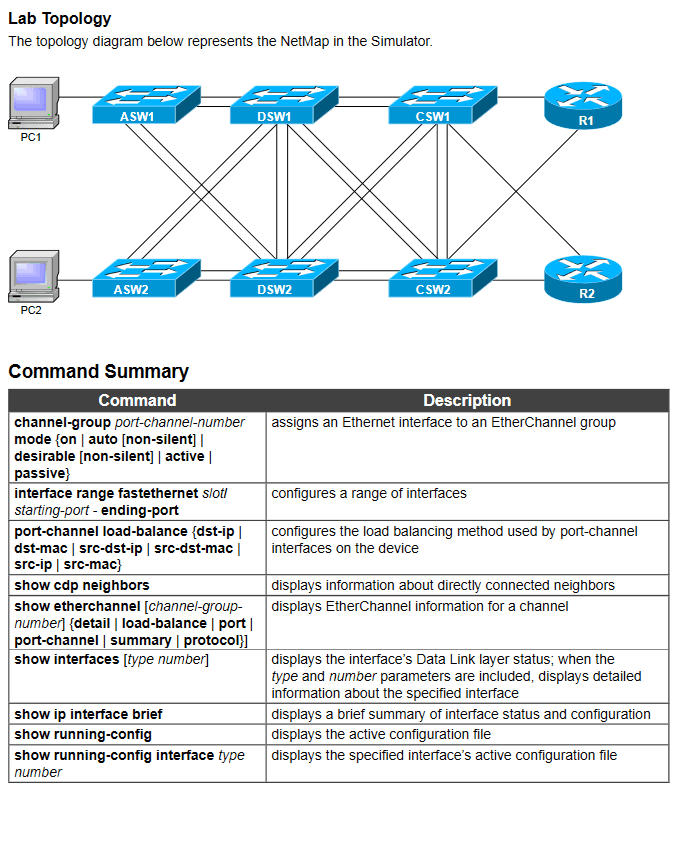 Lab Topology
The topology diagram below represents the NetMap in the Simulator.
PC1
ASW1
DSW1
CSW1
R1
PC2
ASW2
DSW2
CSW2
R2
Command Summary
Command Description
channel-group port-channel-number assigns an Ethernet interface to an EtherChannel group
mode {on | auto [non-silent] |
desirable [non-silent] | active |
passive}
interface range fastethernet slot/ configures a range of interfaces
starting-port - ending-port
port-channel load-balance {dst-ip | configures the load balancing method used by port-channel
dst-mac | src-dst-ip | src-dst-mac | interfaces on the device
src-ip | src-mac}
show cdp neighbors displays information about directly connected neighbors
show etherchannel [channel-group- displays EtherChannel information for a channel
number] {detail | load-balance | port |
port-channel | summary | protocol}]
show interfaces [type number] displays the interface’s Data Link layer status; when the
type and number parameters are included, displays detailed
information about the specified interface
show ip interface brief displays a brief summary of interface status and configuration
show running-config displays the active configuration file
show running-config interface type displays the specified interface’s active configuration file
number